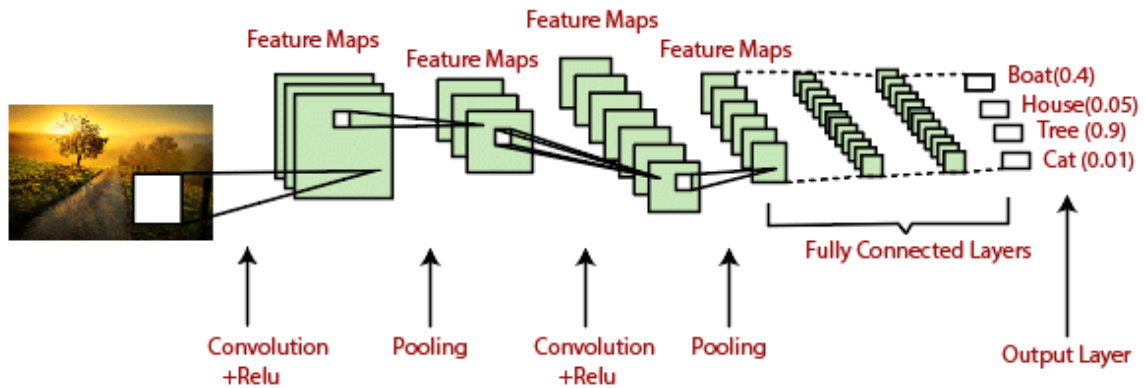 Feature Maps
Feature Maps
Feature Maps
Feature Maps
Boat(0.4)
House(0.05)
Tree (0.9)
Cat (0.01)
Fully Connected Layers
Convolution
+Relu
Pooling
Convolution
+Relu
Pooling
Output Layer